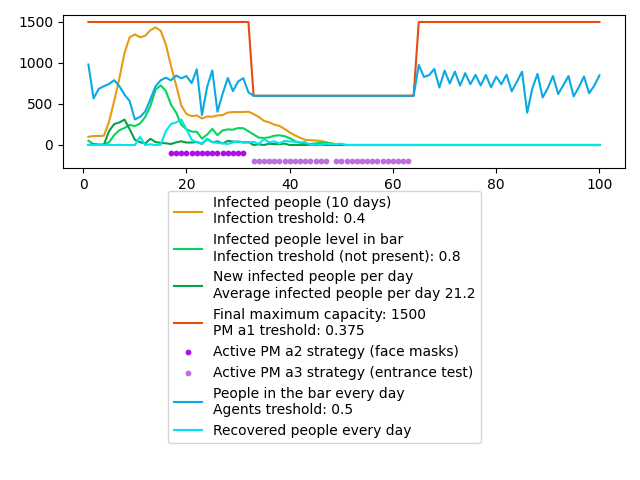 1500
1000
500
0
0
20
40
60
80
100
Infected people (10 days)
Infection treshold: 0.4
Infected people level in bar
Infection treshold (not present): 0.8
New infected people per day
Average infected people per day 21.2
Final maximum capacity: 1500
PM a1 treshold: 0.375
Active PM a2 strategy (face masks)
Active PM a3 strategy (entrance test)
People in the bar every day
Agents treshold: 0.5
Recovered people every day